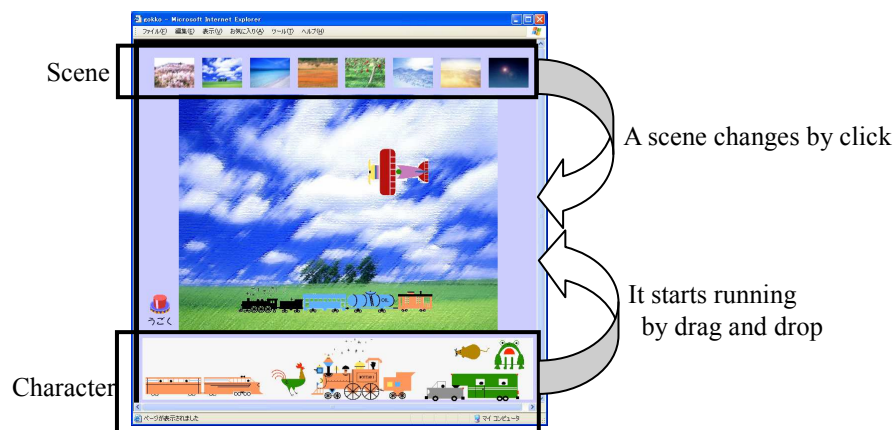 gokko - Microsoft Internet Explorer
ファイル(F) 編集(E) 表示(V) お気に入り(A) ツール(T) ヘルプ(H)
Scene
A scene changes by click
It starts running
by drag and drop
うごく
Character
ページが表示されました
マイ コンピュータ